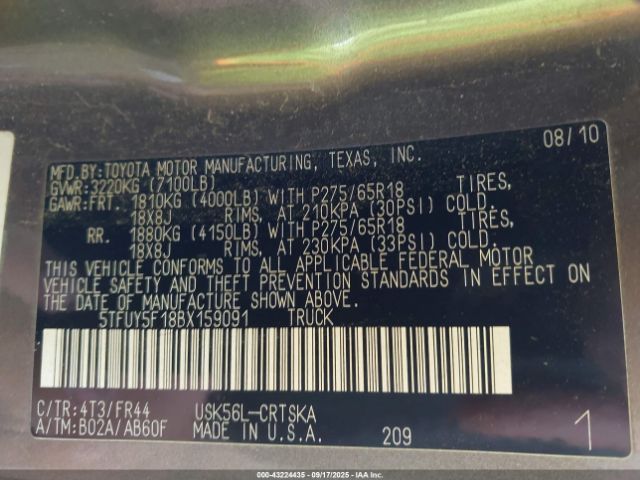 08/10
MFD.BY:TOYOTA MOTOR MANUFACTURING, TEXAS, INC.
GVWR:3220KG (7100LB)
GAWR:FRT. 1810KG (4000LB) WITH P275/65R18 TIRES,
18X8J RIMS, AT 210KPA (30PSI) COLD.
RR. 1880KG (4150LB) WITH P275/65R18 TIRES,
18X8J RIMS, AT 230KPA (33PSI) COLD.
THIS VEHICLE CONFORMS TO ALL APPLICABLE FEDERAL MOTOR
VEHICLE SAFETY AND THEFT PREVENTION STANDARDS IN EFFECT ON
THE DATE OF MANUFACTURE SHOWN ABOVE.
5TFUY5F18BX159091 TRUCK
C/TR:4T3/FR44 USK56L-CRTSKA
A/TM:B02A/AB60F MADE IN U.S.A. 209 1
000-43224435 - 09/17/2025 - IAA Inc.